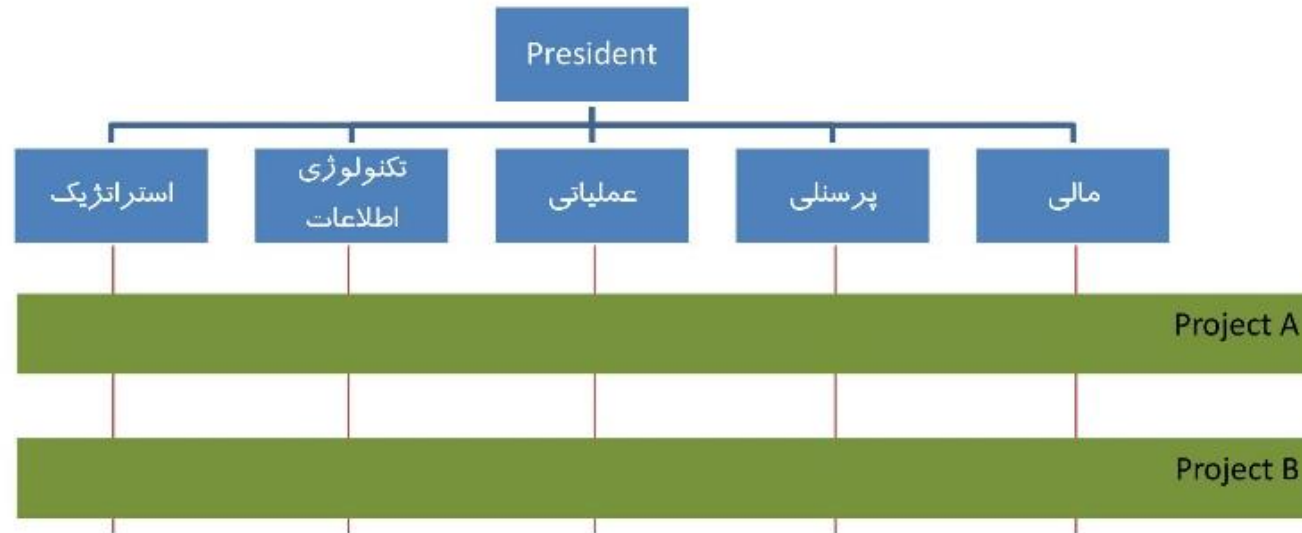 President
مالی
پرسنلی
عملیاتی
تکنولوژی
اطلاعات
استراتژیک
Project A
Project B